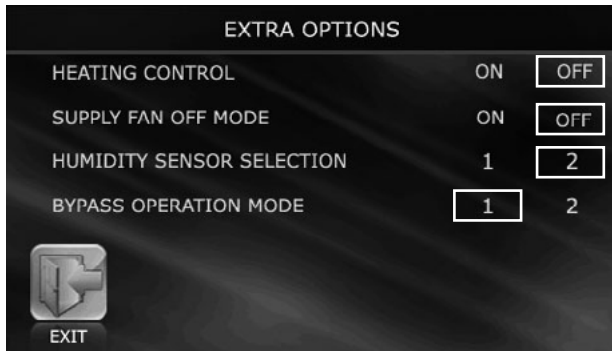 EXTRA OPTIONS
HEATING CONTROL ON OFF
SUPPLY FAN OFF MODE ON OFF
HUMIDITY SENSOR SELECTION 1 2
BYPASS OPERATION MODE 1 2
EXIT